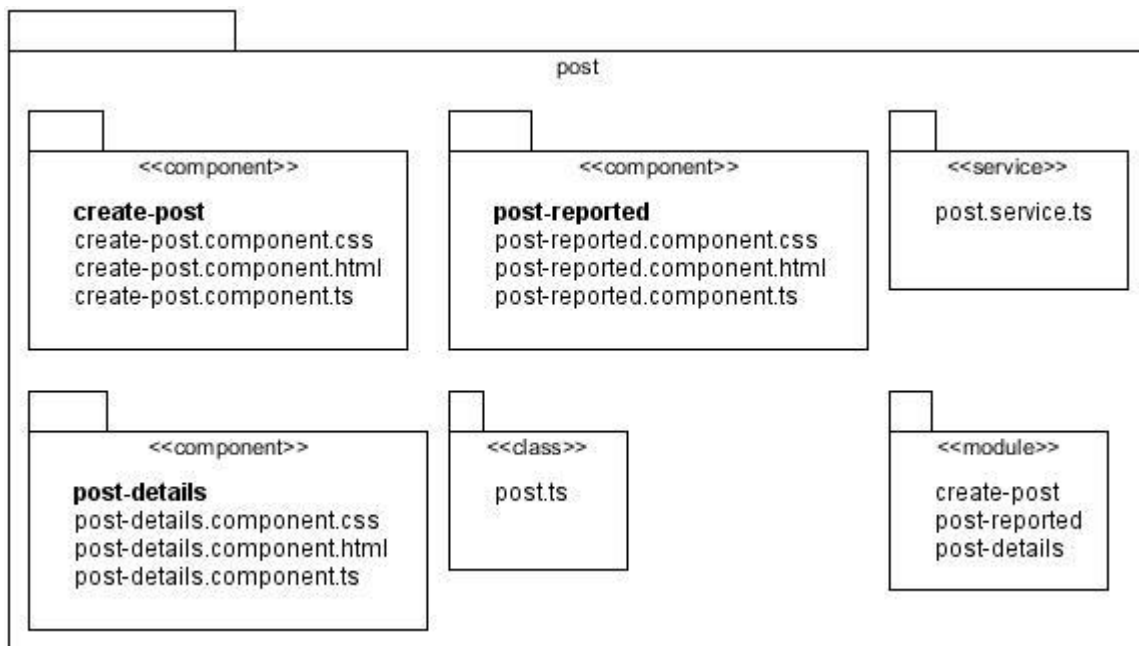 post
<<component>>
create-post
create-post.component.css
create-post.component.html
create-post.component.ts
<<component>>
post-reported
post-reported.component.css
post-reported.component.html
post-reported.component.ts
<<service>>
post.service.ts
<<component>>
post-details
post-details.component.css
post-details.component.html
post-details.component.ts
<<class>>
post.ts
<<module>>
create-post
post-reported
post-details